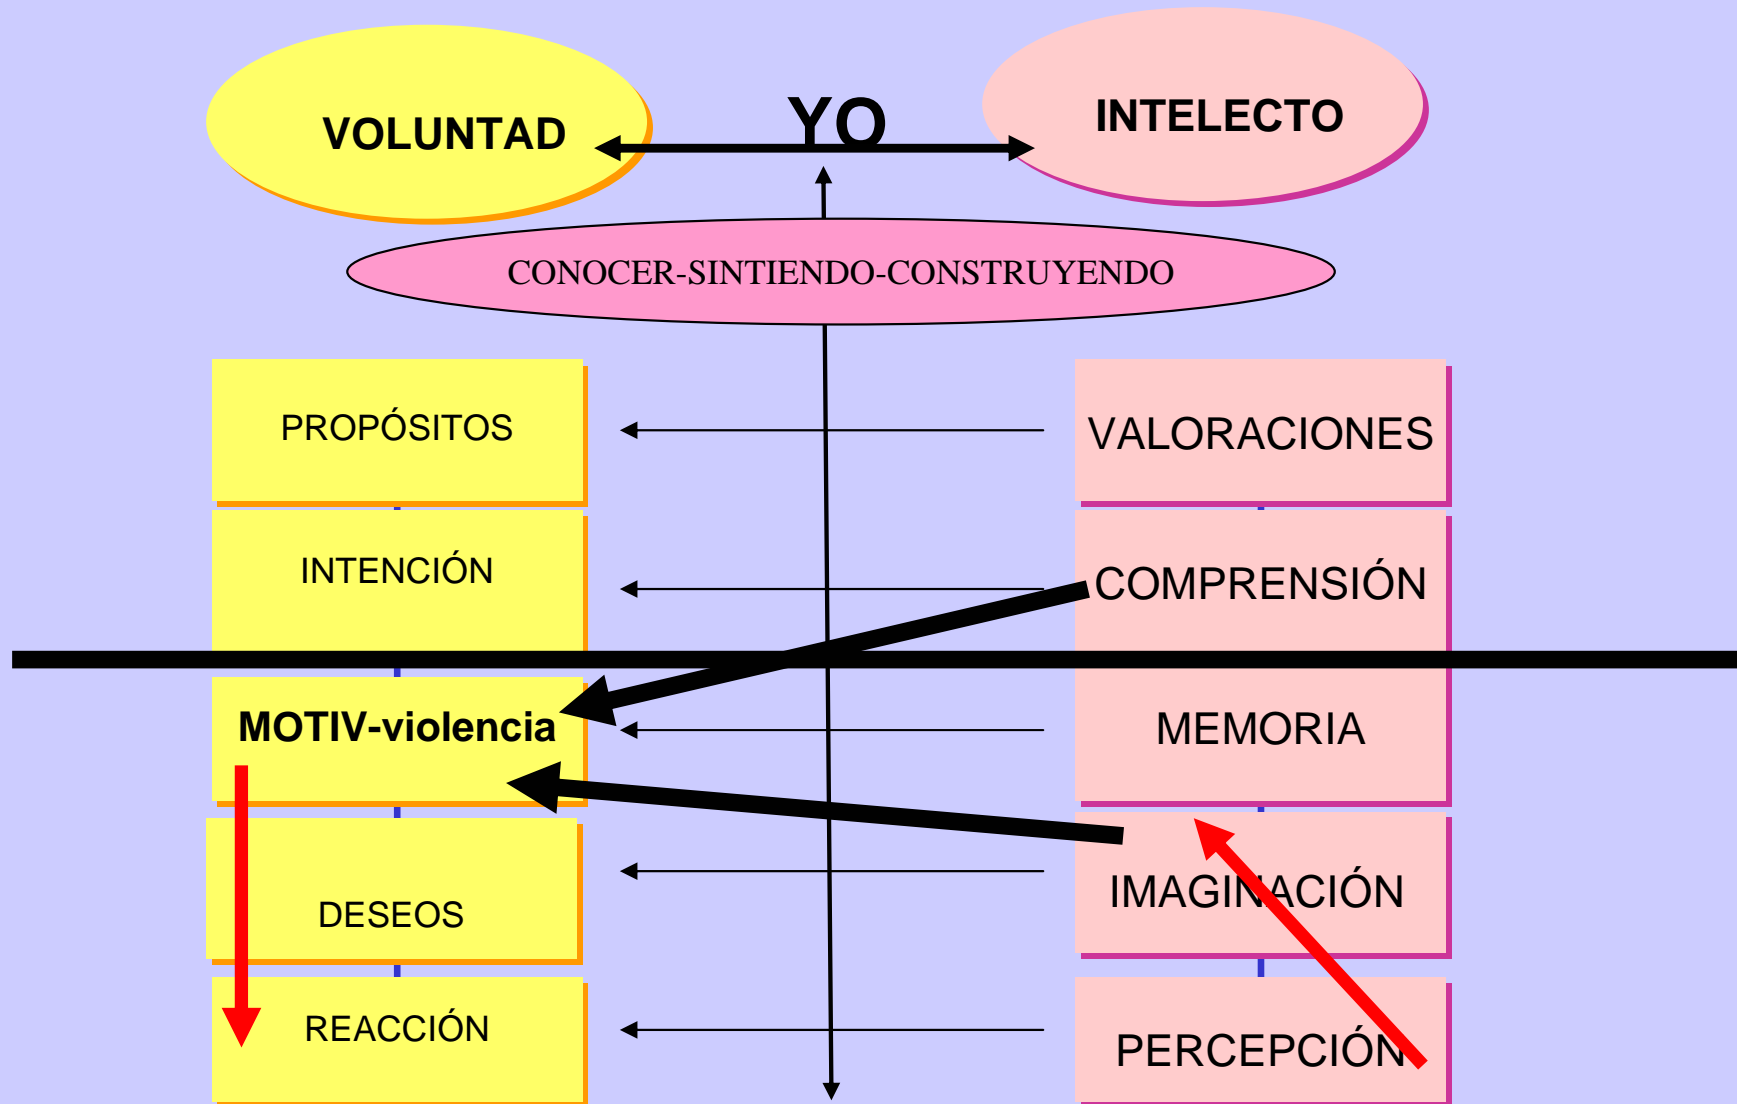 VOLUNTAD
YO
INTELECTO
CONOCER-SINTIENDO-CONSTRUYENDO
PROPÓSITOS
VALORACIONES
INTENCIÓN
COMPRENSIÓN
MOTIV-violencia
MEMORIA
DESEOS
IMAGINACIÓN
REACCIÓN
PERCEPCIÓN